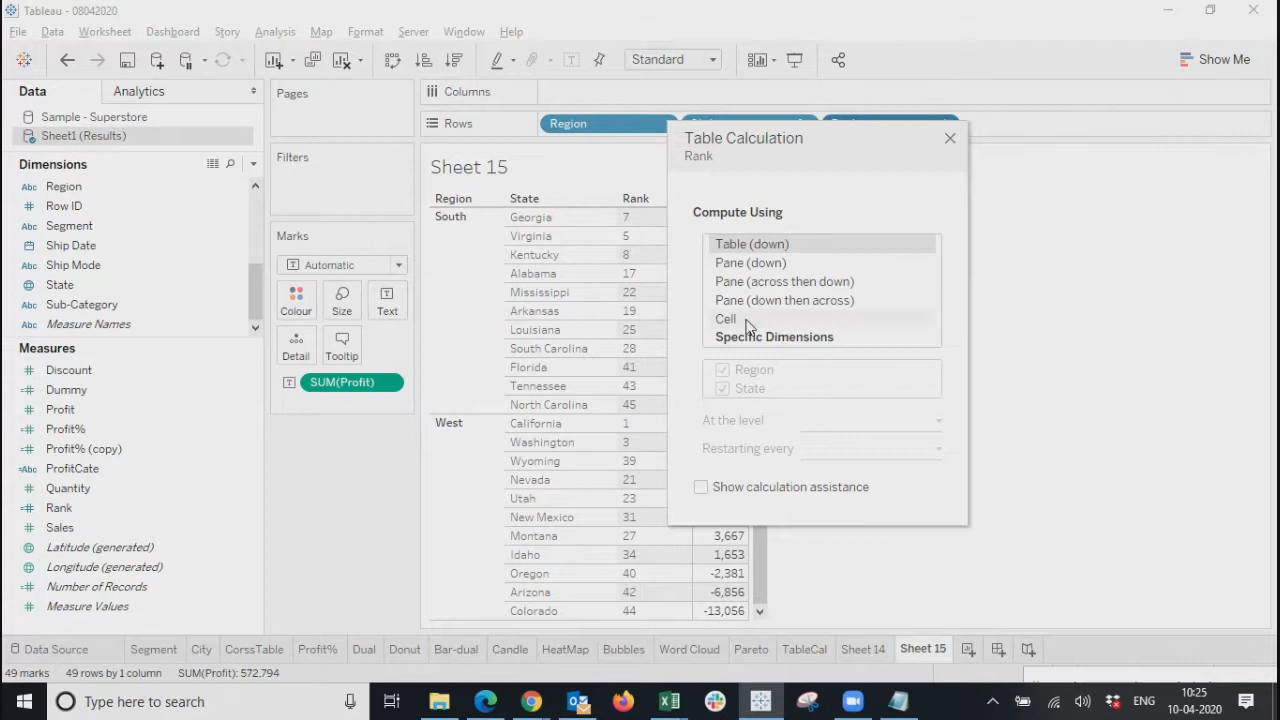 Tableau - 08042020
File Data Worksheet Dashboard Story Analysis Map Format Server Window Help
Standard
Show Me
Data
Analytics
Pages
Columns
Sample - Superstore
Sheet1 (Results)
Rows
Region
Table Calculation
Rank
Filters
Dimensions
Sheet 15
Region State Rank
Abc Region
# Row ID
Abc Segment
Ship Date
Abc Ship Mode
State
Abc Sub-Category
Abc Measure Names
Measures
Discount
Dummy
Profit
Profit%
Profit% (copy)
=Abc ProfitCate
Quantity
Rank
Sales
Latitude (generated)
Longitude (generated)
Number of Records
Measure Values
Marks
Automatic
Colour Size Text
Detail Tooltip
SUM(Profit)
South Georgia 7
Virginia 5
Kentucky 8
Alabama 17
Mississippi 22
Arkansas 19
Louisiana 25
South Carolina 28
Florida 41
Tennessee 43
North Carolina 45
West California 1
Washington 3
Wyoming 39
Nevada 21
Utah 23
New Mexico 31
Montana 27 3,667
Idaho 34 1,653
Oregon 40 -2,381
Arizona 42 -6,856
Colorado 44 -13,056
Compute Using
Table (down)
Pane (down)
Pane (across then down)
Pane (down then across)
Cell
Specific Dimensions
Region
State
At the level
Restarting every
Show calculation assistance
Data Source Segment City CorssTable Profit% Dual Donut Bar-dual Candle HeatMap Bubbles Word Cloud Pareto TableCal Sheet 14 Sheet 15
49 marks 49 rows by 1 column SUM(Profit): 572.794
Type here to search
ENG
10:25
10-04-2020